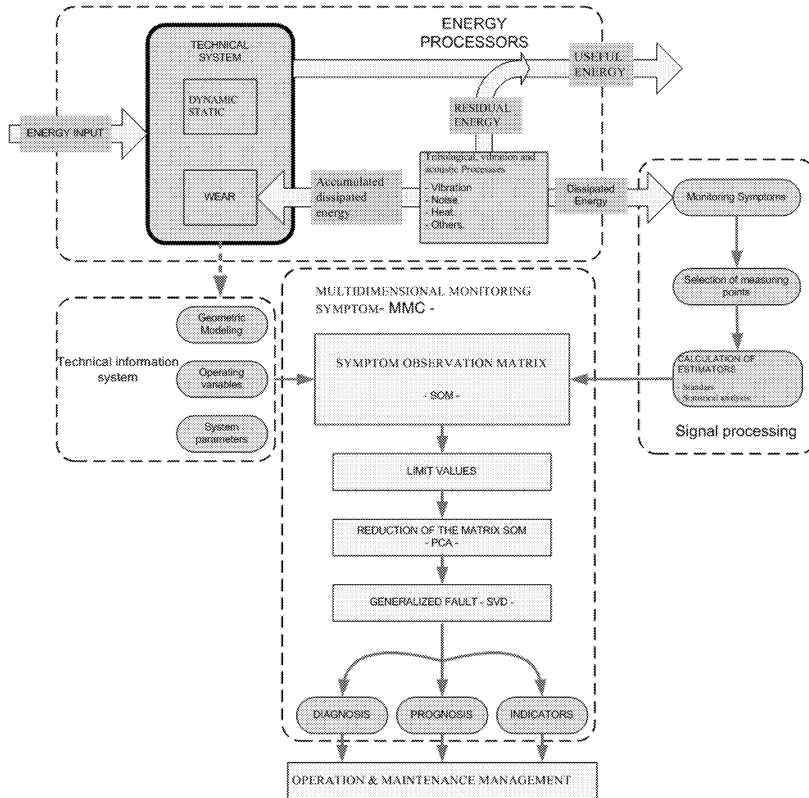 ENERGY
PROCESSORS
TECHNICAL
SYSTEM
USEFUL
ENERGY
DYNAMIC
STATIC
RESIDUAL
ENERGY
ENERGY INPUT
Tribological, vibration and
acoustic Processes
- Vibration
- Noise.
- Heat.
- Others.
WEAR
Accumulated
dissipated
energy
Dissipated
Energy
Monitoring Symptoms
Selection of measuring
points
CALCULATION OF
ESTIMATORS
- Standars
- Statistical analysis.
Signal processing
MULTIDIMENSIONAL MONITORING
SYMPTOM- MMC -
Geometric
Modeling
Technical information
system
Operating
variables
System
parameters
SYMPTOM OBSERVATION MATRIX
- SOM -
LIMIT VALUES
REDUCTION OF THE MATRIX SOM
- PCA -
GENERALIZED FAULT - SVD -
DIAGNOSIS
PROGNOSIS
INDICATORS
OPERATION & MAINTENANCE MANAGEMENT